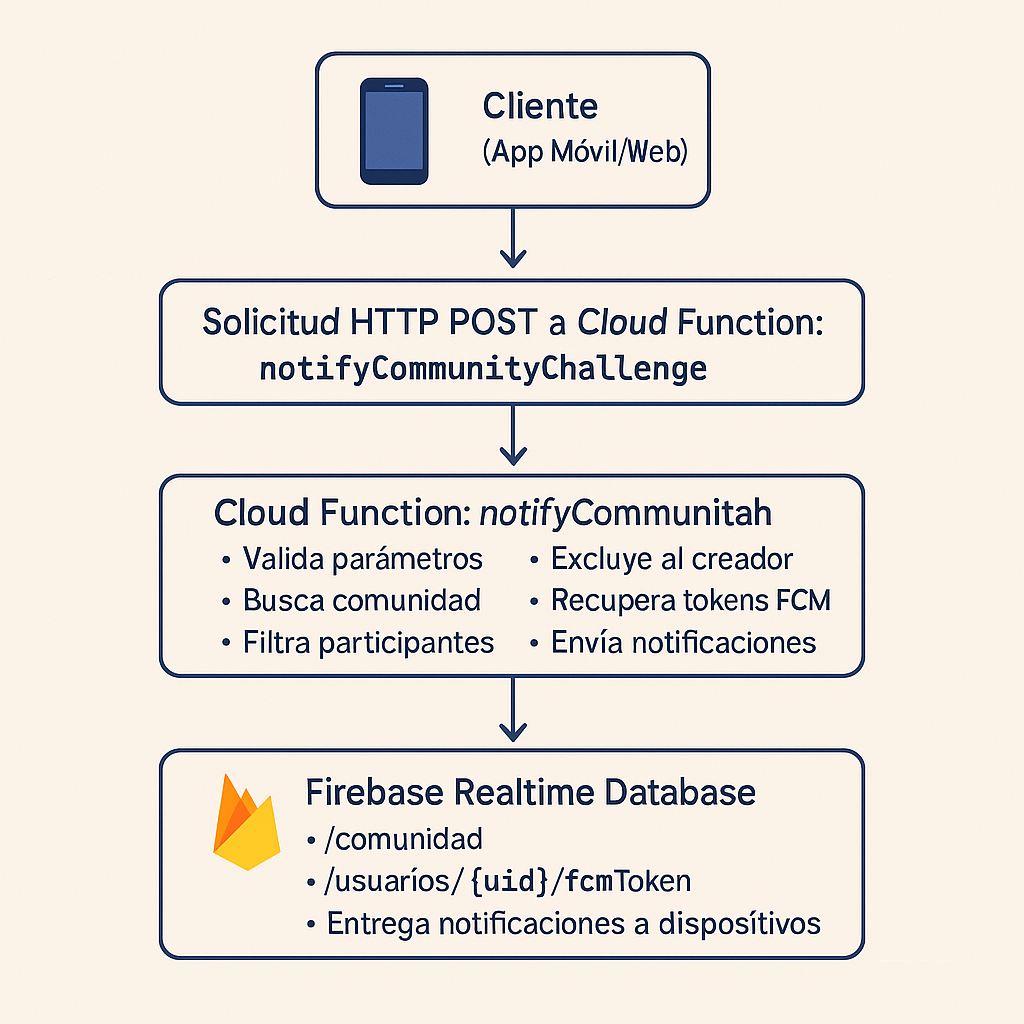 Cliente
(App Móvil/Web)
Solicitud HTTP POST a Cloud Function:
notifyCommunityChallenge
Cloud Function: notifyCommunitah
• Valida parámetros
• Busca comunidad
• Filtra participantes
• Excluye al creador
• Recupera tokens FCM
• Envía notificaciones
Firebase Realtime Database
• /comunidad
• /usuaríos/ {uid}/fcmToken
• Entrega notificaciones a disposítivos